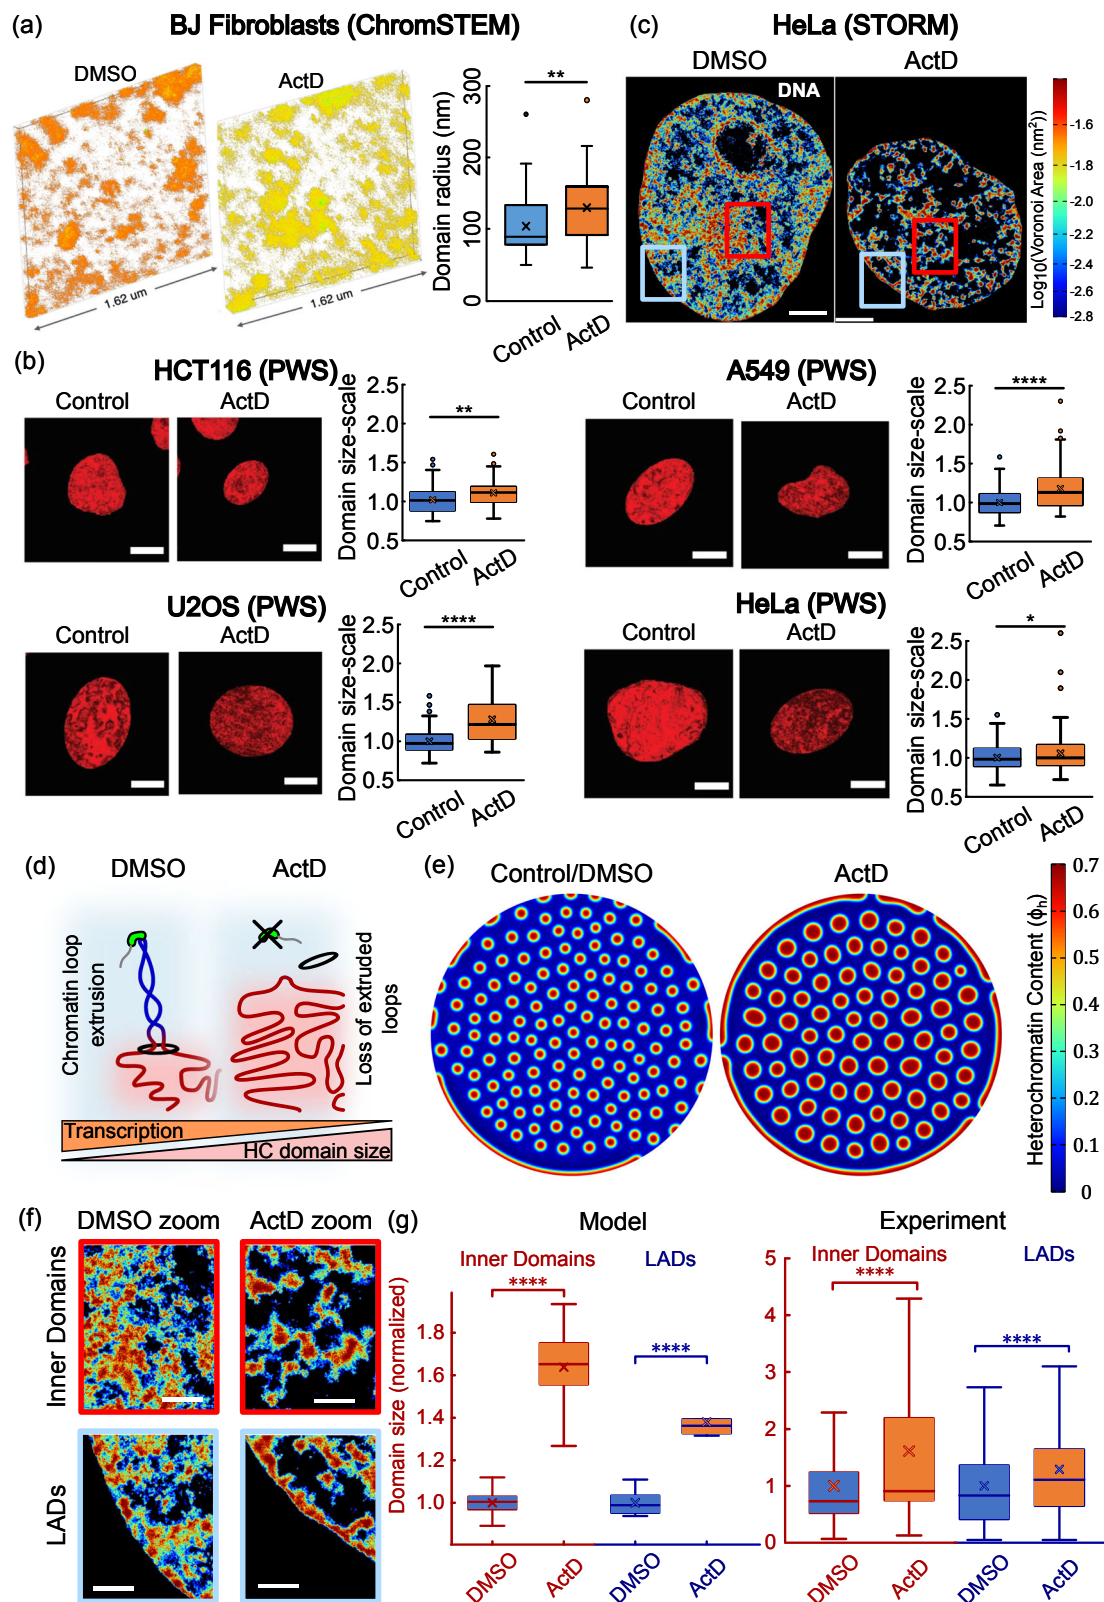 (a)
BJ Fibroblasts (ChromSTEM)
DMSO
ActD
1.62 um
1.62 um
Domain radius (nm)
300
200
100
0
**
Control
ActD
(c)
HeLa (STORM)
DMSO
ActD
DNA
Log10(Voronoi Area (nm²))
-1.6
-2.0
-2.2
-2.4
-2.6
-2.8
(b)
HCT116 (PWS)
Control
ActD
Domain size-scale
2.5
2.0
1.5
1.0
0.5
**
Control
ActD
A549 (PWS)
Control
ActD
Domain size-scale
2.5
2.0
1.5
1.0
0.5
****
Control
ActD
U2OS (PWS)
Control
ActD
Domain size-scale
2.5
2.0
1.5
1.0
0.5
****
Control
ActD
HeLa (PWS)
Control
ActD
Domain size-scale
2.5
2.0
1.5
1.0
0.5
*
Control
ActD
(d)
DMSO
ActD
Chromatin loop
extrusion
Loss of extruded
loops
Transcription
HC domain size
(e)
Control/DMSO
ActD
Heterochromatin Content (ϕh)
0.7
0.6
0.5
0.4
0.3
0.2
0.1
0
(f)
DMSO zoom
ActD zoom
Inner Domains
LADs
(g)
Model
Inner Domains
LADs
****
****
Domain size (normalized)
1.8
1.6
1.4
1.2
1.0
DMSO
ActD
DMSO
ActD
Experiment
Inner Domains
LADs
****
****
5
4
3
2
1
0
DMSO
ActD
DMSO
ActD